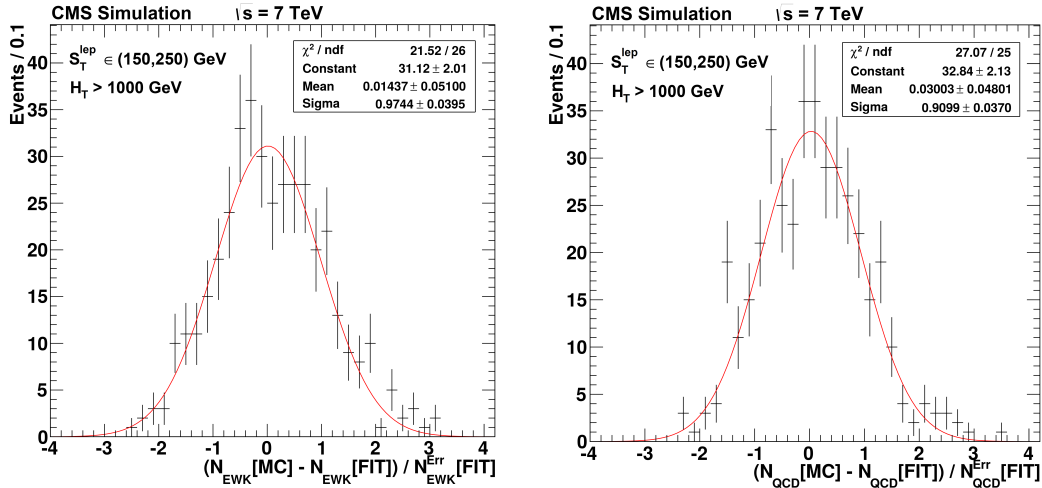 CMS Simulation √s = 7 TeV
Events / 0.1
S_T^lep ∈ (150,250) GeV
H_T > 1000 GeV
χ² / ndf 21.52 / 26
Constant 31.12 ± 2.01
Mean 0.01437 ± 0.05100
Sigma 0.9744 ± 0.0395
40
35
30
25
20
15
10
5
0
-4 -3 -2 -1 0 1 2 3 4
(N_EWK[MC] - N_EWK[FIT]) / N_EWK^Err[FIT]
CMS Simulation √s = 7 TeV
Events / 0.1
S_T^lep ∈ (150,250) GeV
H_T > 1000 GeV
χ² / ndf 27.07 / 25
Constant 32.84 ± 2.13
Mean 0.03003 ± 0.04801
Sigma 0.9099 ± 0.0370
40
35
30
25
20
15
10
5
0
-4 -3 -2 -1 0 1 2 3 4
(N_QCD[MC] - N_QCD[FIT]) / N_QCD^Err[FIT]